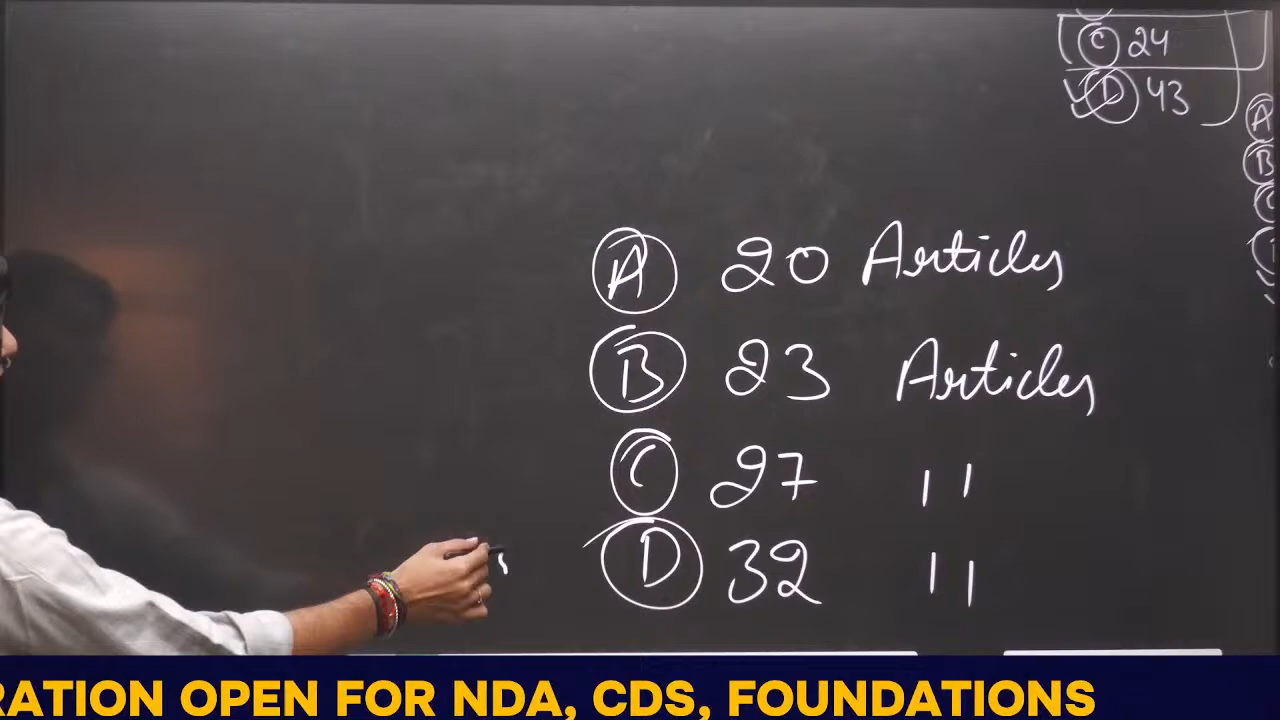 C 24
D 43
A
B
A 20 Articles
B 23 Articles
C 27 "
D 32 "
RATION OPEN FOR NDA, CDS, FOUNDATIONS